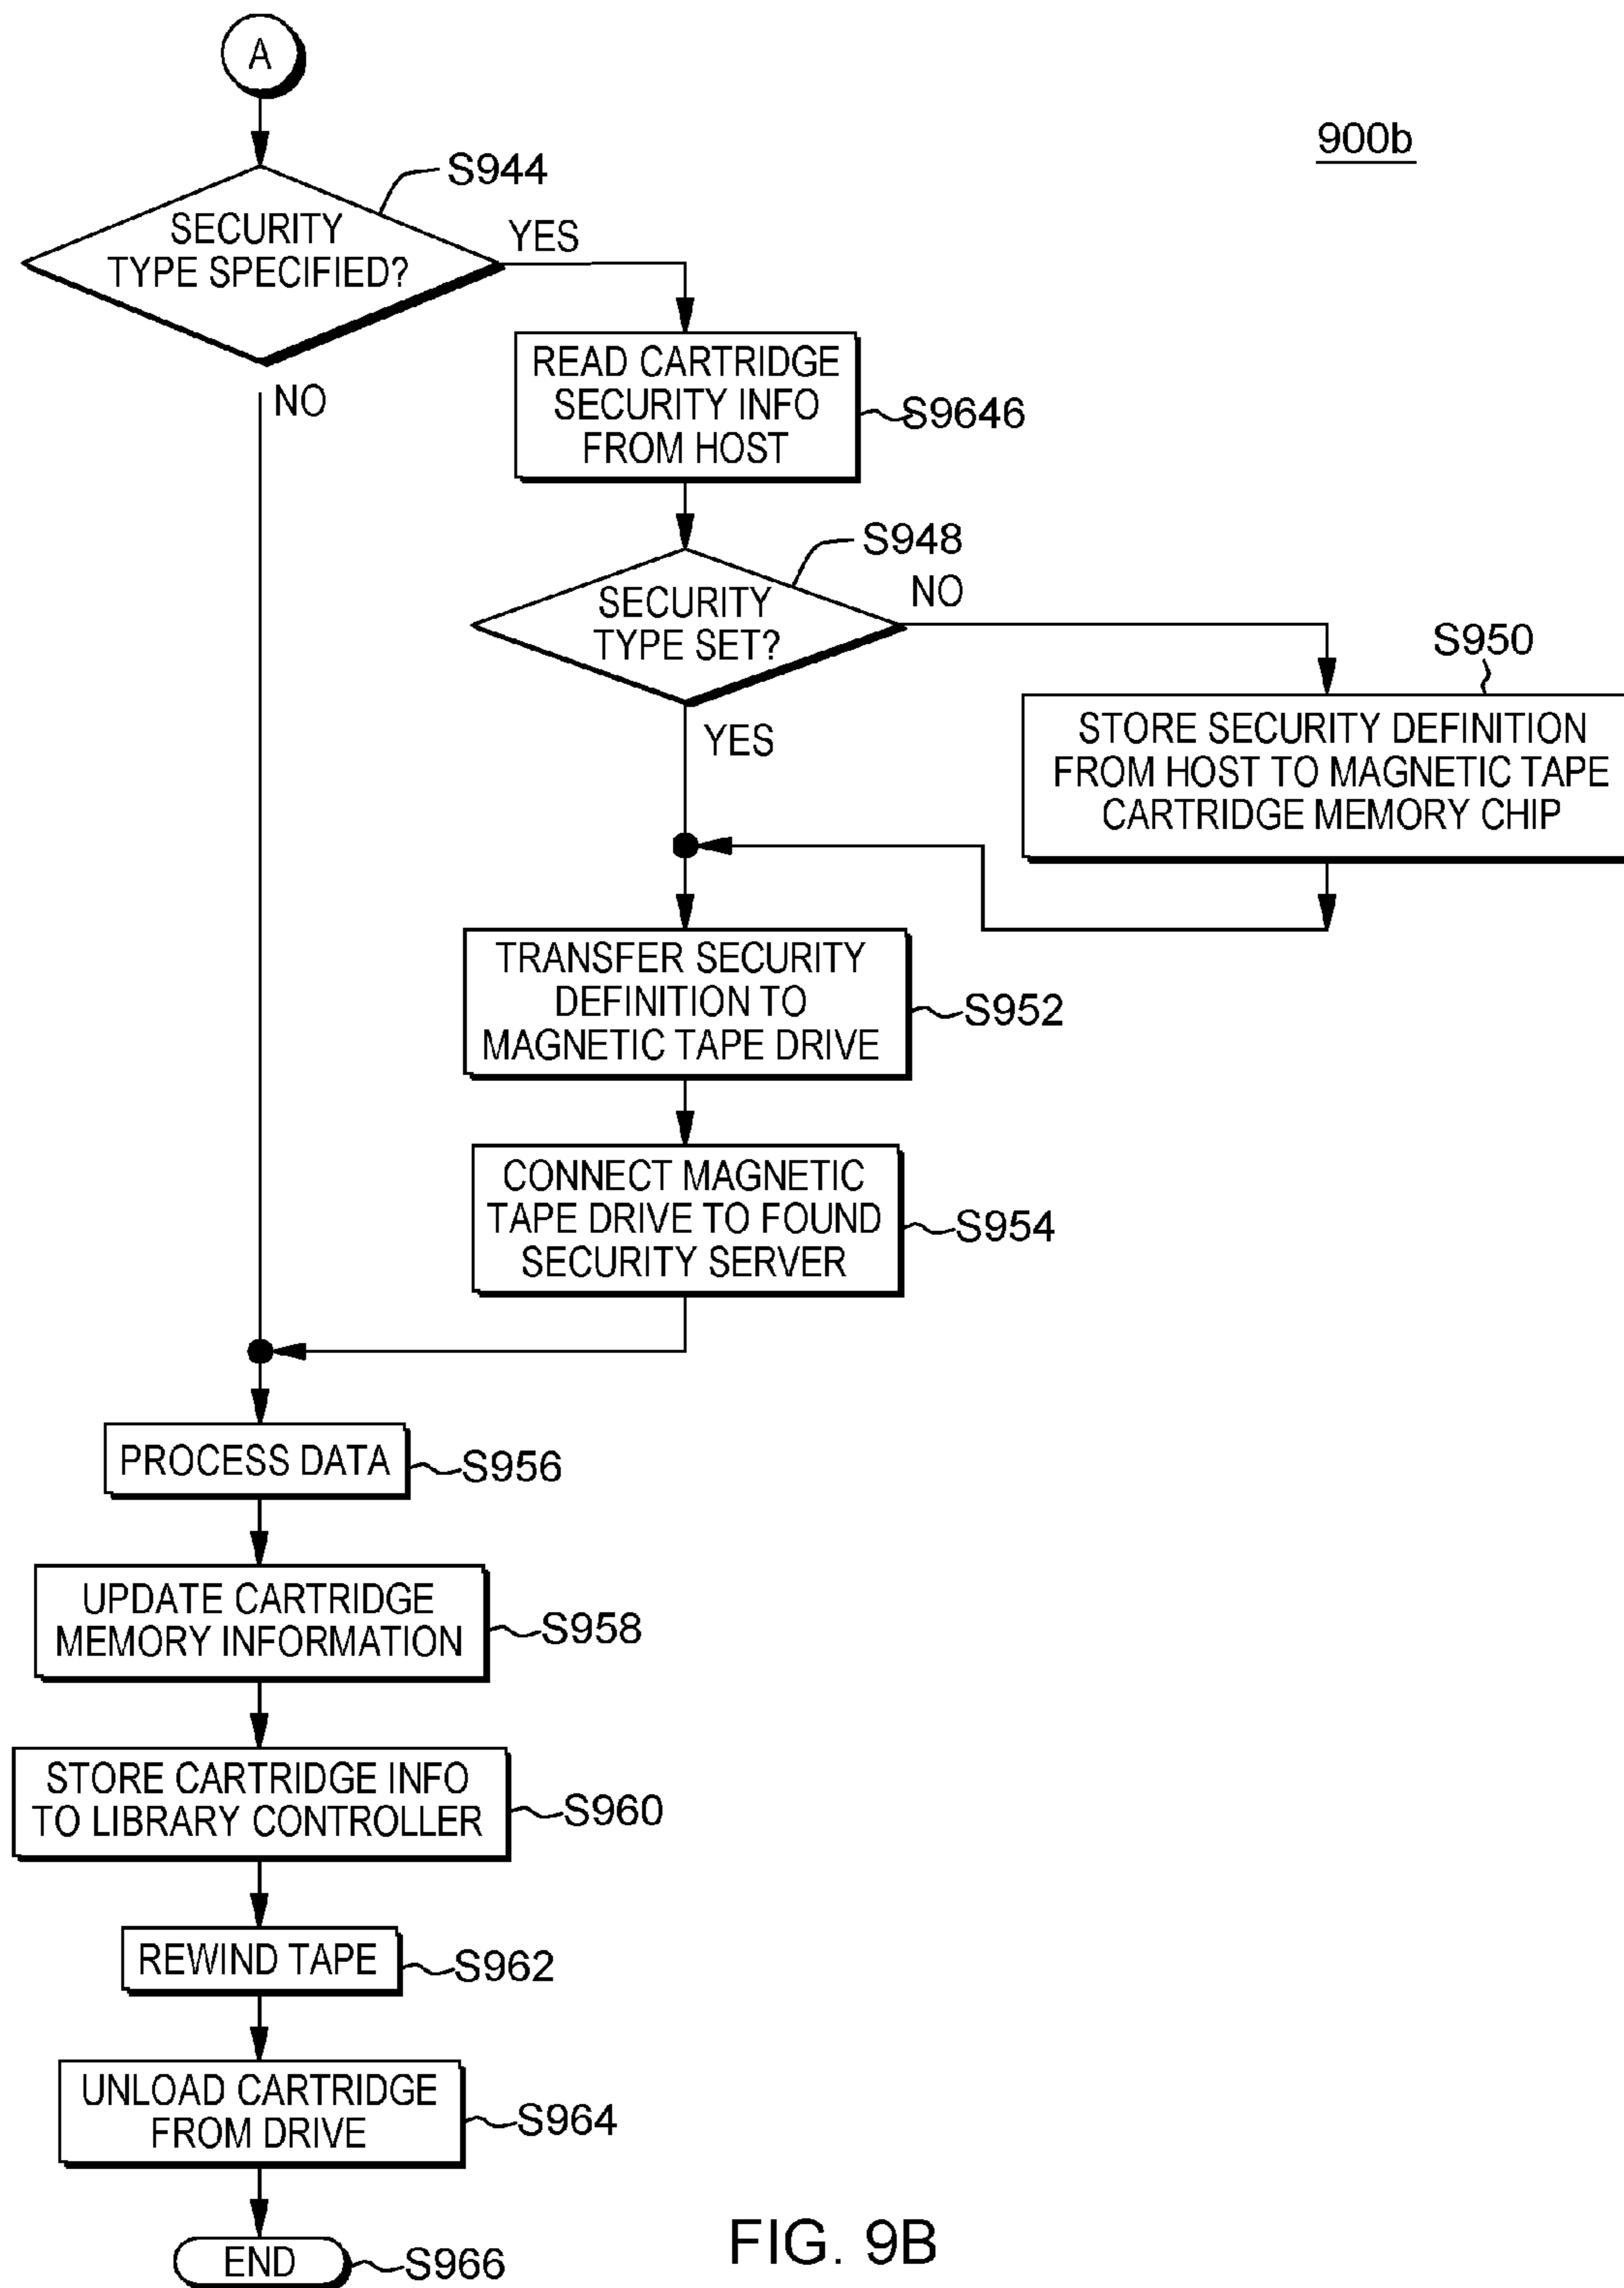 A
900b
S944
SECURITY
TYPE SPECIFIED?
YES
NO
READ CARTRIDGE
SECURITY INFO
FROM HOST
S9646
S948
SECURITY
TYPE SET?
NO
YES
S950
STORE SECURITY DEFINITION
FROM HOST TO MAGNETIC TAPE
CARTRIDGE MEMORY CHIP
TRANSFER SECURITY
DEFINITION TO
MAGNETIC TAPE DRIVE
S952
CONNECT MAGNETIC
TAPE DRIVE TO FOUND
SECURITY SERVER
S954
PROCESS DATA
S956
UPDATE CARTRIDGE
MEMORY INFORMATION
S958
STORE CARTRIDGE INFO
TO LIBRARY CONTROLLER
S960
REWIND TAPE
S962
UNLOAD CARTRIDGE
FROM DRIVE
S964
END
S966
FIG. 9B